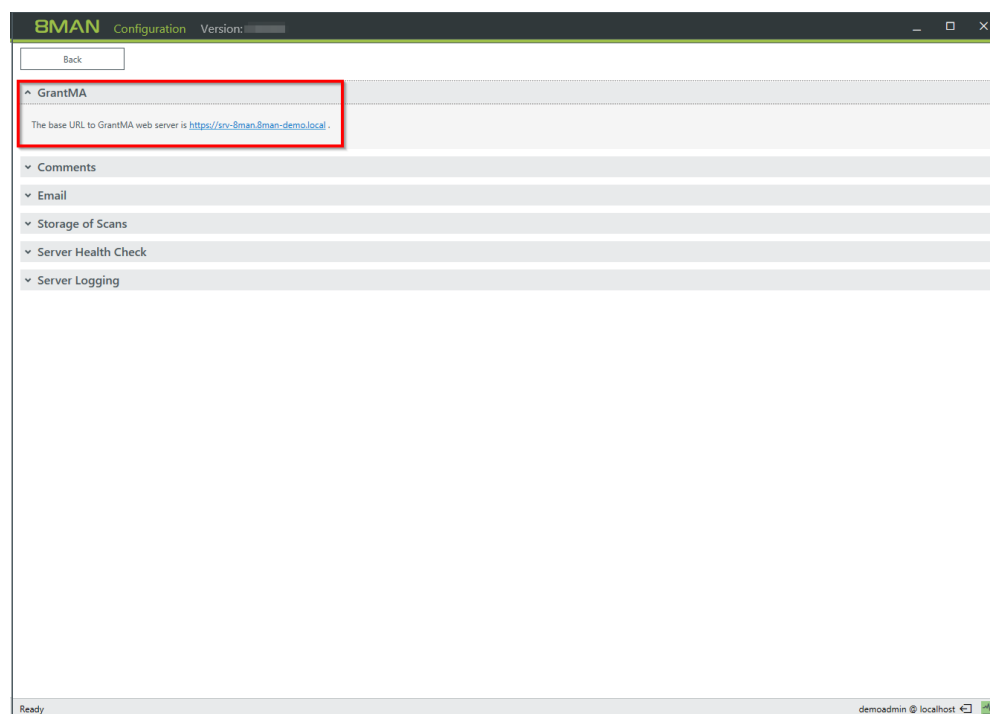 8MAN Configuration Version:
Back
GrantMA
The base URL to GrantMA web server is https://srv-8man.8man-demo.local .
Comments
Email
Storage of Scans
Server Health Check
Server Logging
Ready demoadmin @ localhost